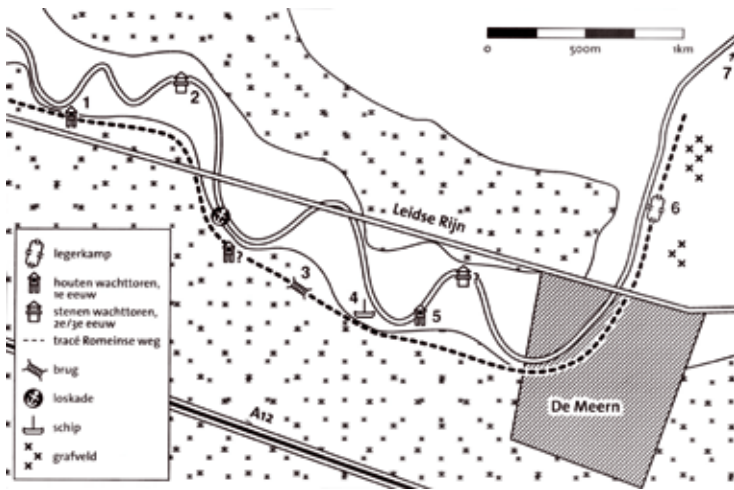 0
500m
1km
7
1
2
Leidse Rijn
6
?
3
4
5
?
De Meern
A12
legerkamp
houten wachttoren,
1e eeuw
stenen wachttoren,
2e/3e eeuw
tracé Romeinse weg
brug
loskade
schip
grafveld